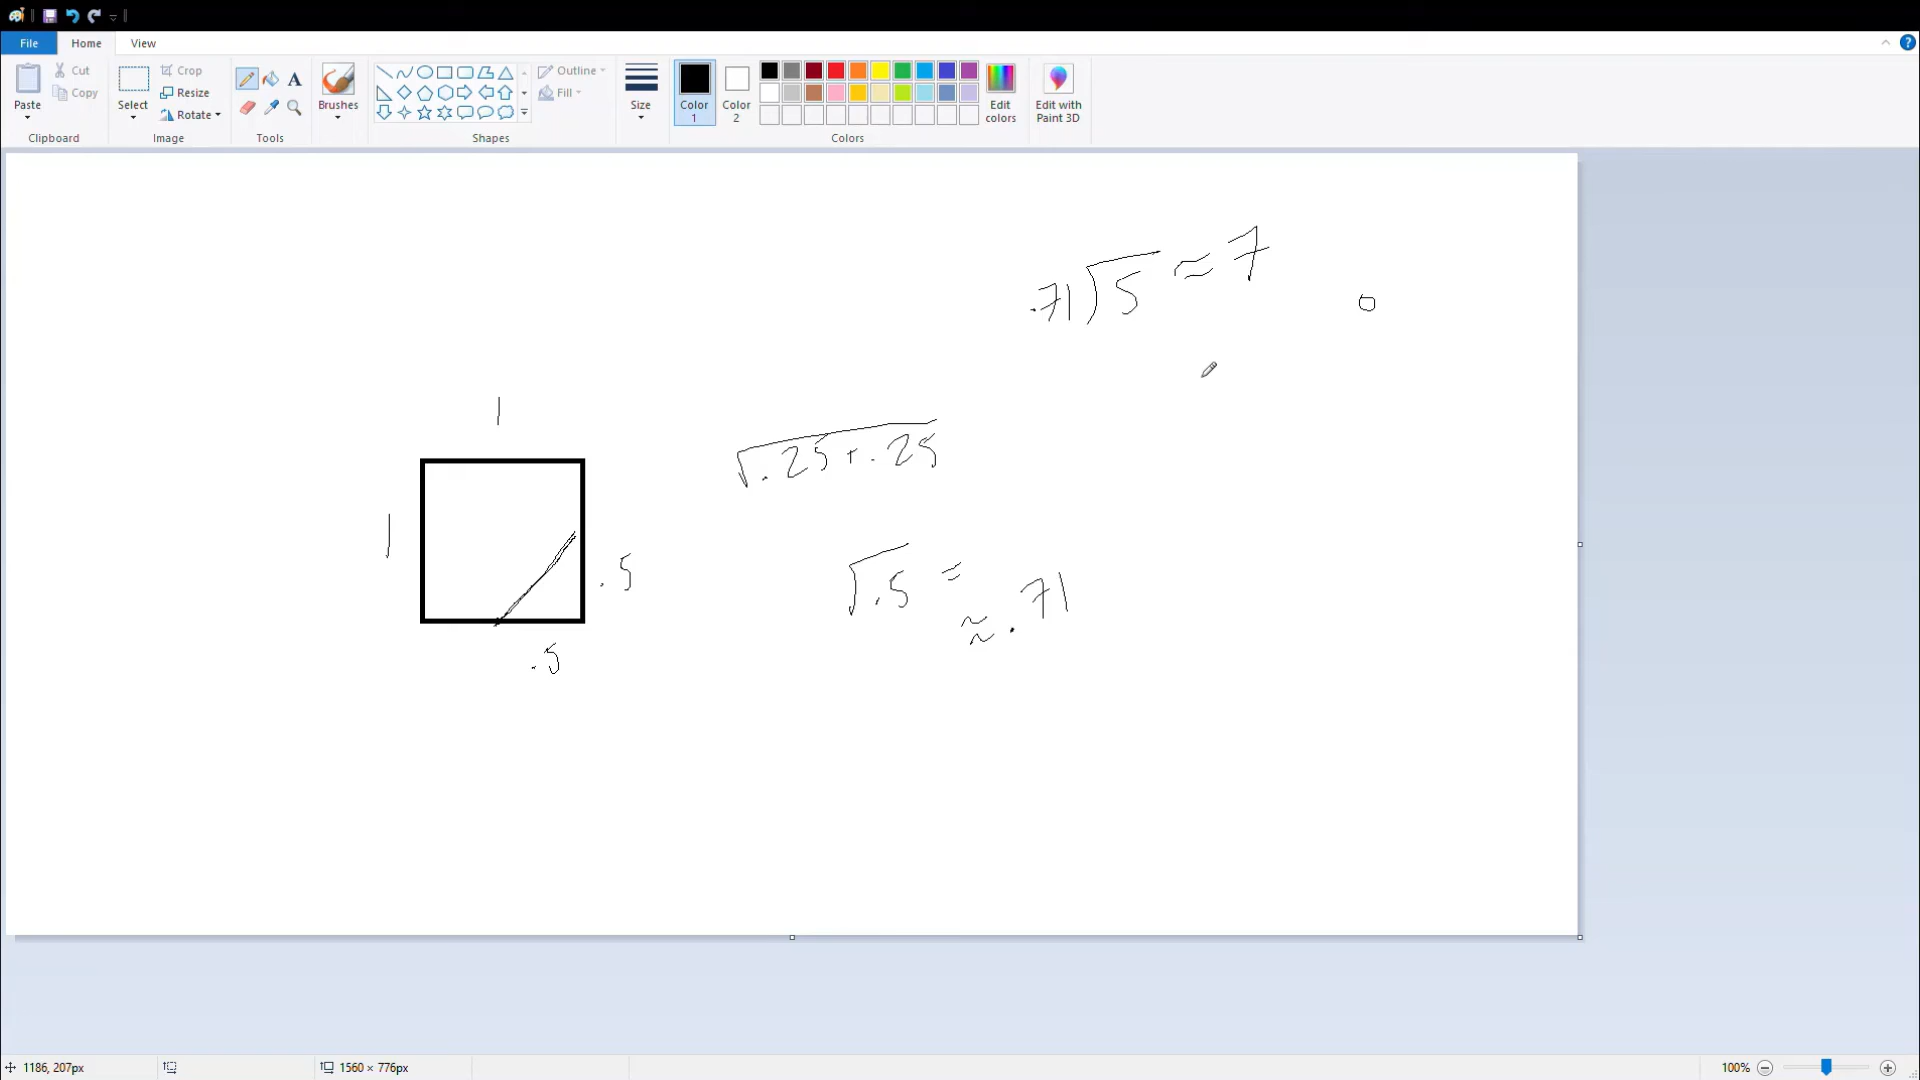 File Home View
Paste
Cut
Copy
Clipboard
Select
Crop
Resize
Rotate
Image
A
Tools
Brushes
Shapes
Outline
Fill
Size
Color 1
Color 2
Colors
Edit colors
Edit with Paint 3D
?
.71)5 ≈ 7
1
√.25+.25
1
.5
.5
√.5 =
≈ .71
1186, 207px
1560 × 776px
100%